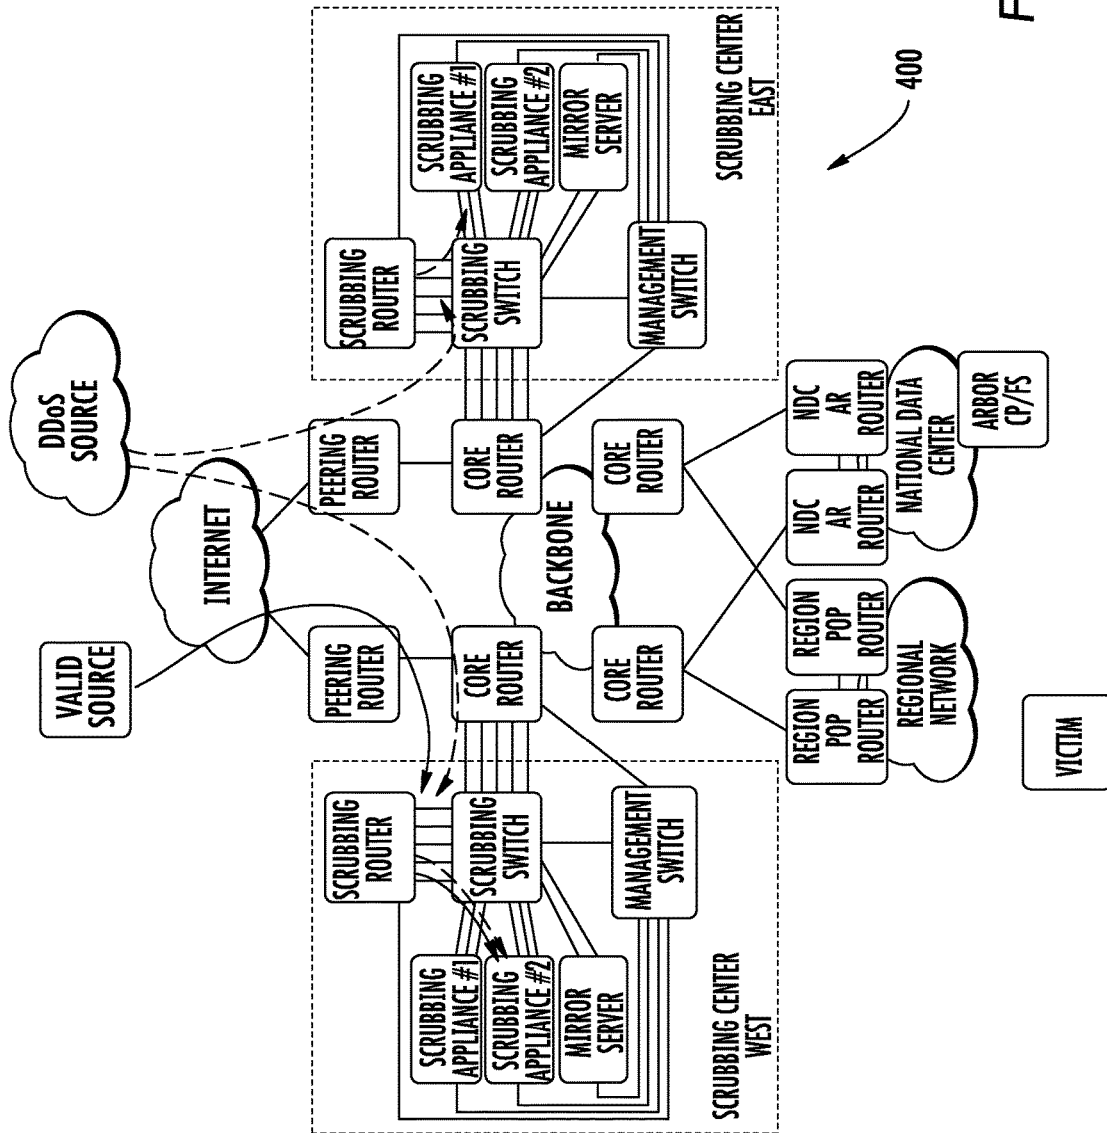 F
400
VALID
SOURCE
DDoS
SOURCE
INTERNET
PEERING
ROUTER
PEERING
ROUTER
SCRUBBING
ROUTER
SCRUBBING
ROUTER
SCRUBBING
APPLIANCE #1
SCRUBBING
APPLIANCE #2
MIRROR
SERVER
SCRUBBING
SWITCH
CORE
ROUTER
CORE
ROUTER
SCRUBBING
SWITCH
SCRUBBING
APPLIANCE #1
SCRUBBING
APPLIANCE #2
MIRROR
SERVER
BACKBONE
MANAGEMENT
SWITCH
CORE
ROUTER
CORE
ROUTER
MANAGEMENT
SWITCH
SCRUBBING CENTER
WEST
SCRUBBING CENTER
EAST
REGION
POP
ROUTER
REGION
POP
ROUTER
NDC
AR
ROUTER
NDC
AR
ROUTER
REGIONAL
NETWORK
NATIONAL DATA
CENTER
ARBOR
CP/FS
VICTIM